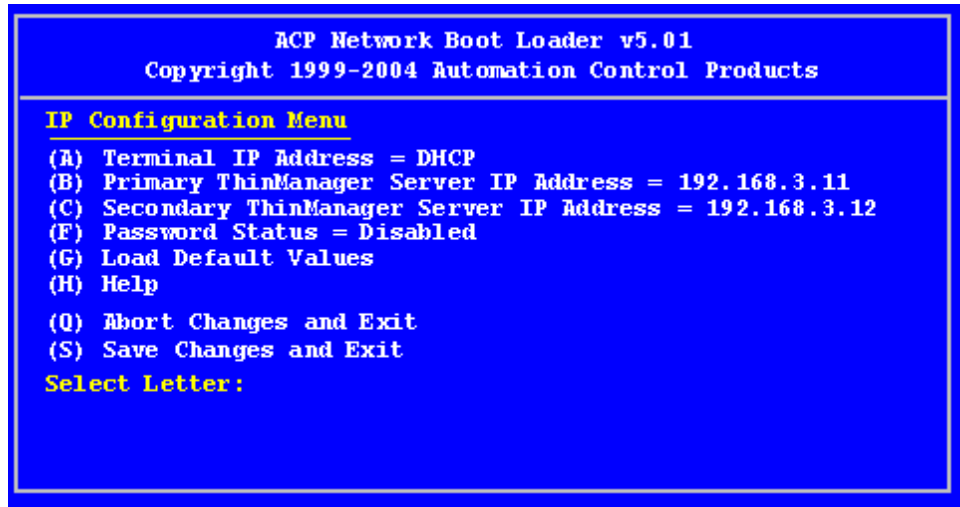 ACP Network Boot Loader v5.01
Copyright 1999-2004 Automation Control Products
IP Configuration Menu
(A) Terminal IP Address = DHCP
(B) Primary ThinManager Server IP Address = 192.168.3.11
(C) Secondary ThinManager Server IP Address = 192.168.3.12
(F) Password Status = Disabled
(G) Load Default Values
(H) Help
(Q) Abort Changes and Exit
(S) Save Changes and Exit
Select Letter: